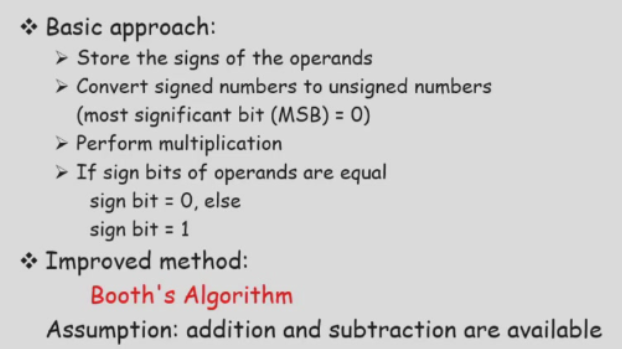 ❖ Basic approach:
➢ Store the signs of the operands
➢ Convert signed numbers to unsigned numbers
(most significant bit (MSB) = 0)
➢ Perform multiplication
➢ If sign bits of operands are equal
sign bit = 0, else
sign bit = 1
❖ Improved method:
Booth's Algorithm
Assumption: addition and subtraction are available